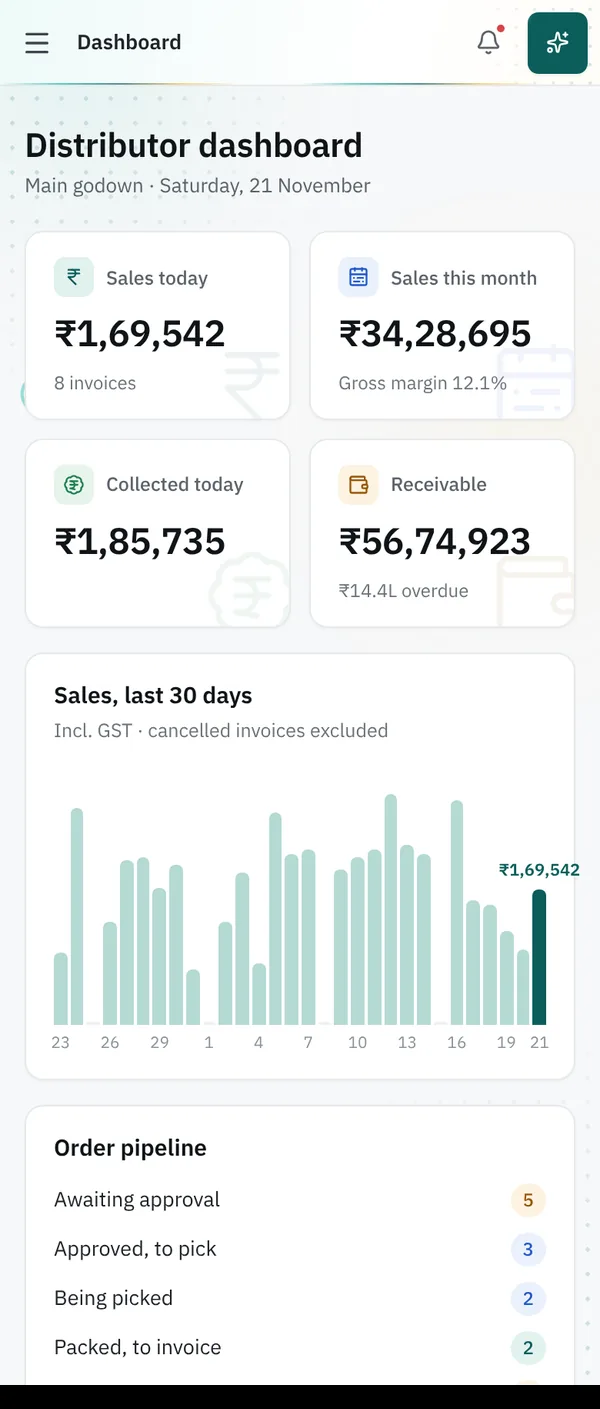 Dashboard
Distributor dashboard
Main godown · Saturday, 21 November
Sales today
₹1,69,542
8 invoices
Sales this month
₹34,28,695
Gross margin 12.1%
Collected today
₹1,85,735
Receivable
₹56,74,923
₹14.4L overdue
Sales, last 30 days
Incl. GST · cancelled invoices excluded
₹1,69,542
23 26 29 1 4 7 10 13 16 19 21
Order pipeline
Awaiting approval 5
Approved, to pick 3
Being picked 2
Packed, to invoice 2